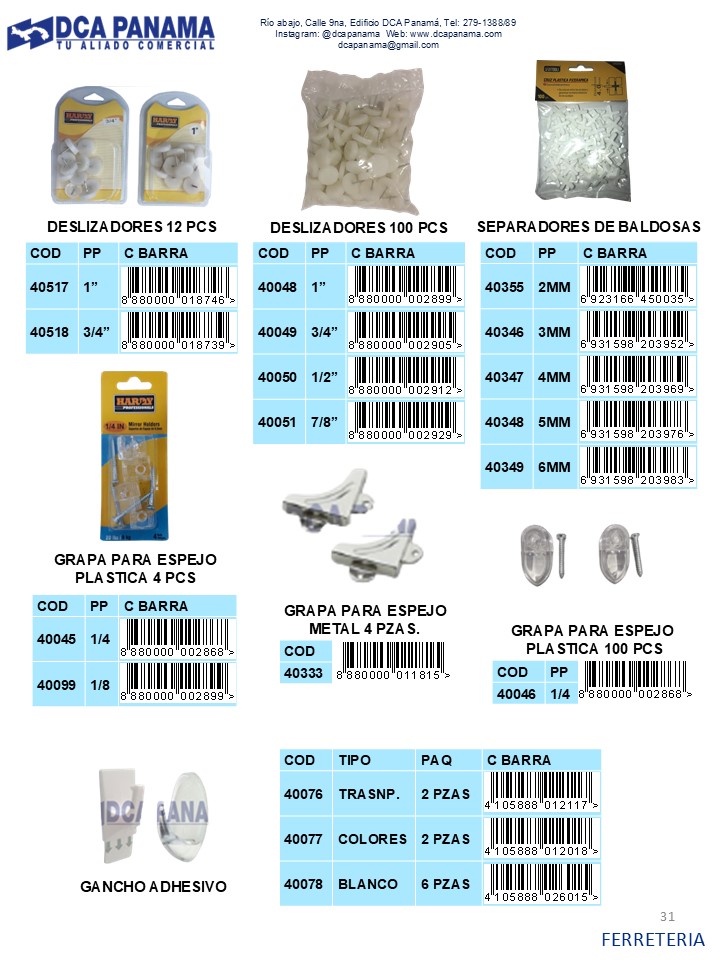 DCA PANAMA
TU ALIADO COMERCIAL
Río abajo, Calle 9na, Edificio DCA Panamá, Tel: 279-1388/89
Instagram: @dcapanama Web: www.dcapanama.com
dcapanama@gmail.com
HARDY
HARDY
1"
DESLIZADORES 12 PCS
COD PP C BARRA
40517 1” 8 880000 018746 >
40518 3/4” 8 880000 018739 >
DESLIZADORES 100 PCS
COD PP C BARRA
40048 1” 8 880000 002899 >
40049 3/4” 8 880000 002905 >
40050 1/2” 8 880000 002912 >
40051 7/8” 8 880000 002929 >
SEPARADORES DE BALDOSAS
COD PP C BARRA
40355 2MM 6 923166 450035 >
40346 3MM 6 931598 203952 >
40347 4MM 6 931598 203969 >
40348 5MM 6 931598 203976 >
40349 6MM 6 931598 203983 >
HARDY
PROFESSIONALS
1/4 IN. Mirror Holders
GRAPA PARA ESPEJO
PLASTICA 4 PCS
COD PP C BARRA
40045 1/4 8 880000 002868 >
40099 1/8 8 880000 002899 >
GRAPA PARA ESPEJO
METAL 4 PZAS.
COD
40333 8 880000 011815 >
GRAPA PARA ESPEJO
PLASTICA 100 PCS
COD PP
40046 1/4 8 880000 002868 >
DCA PANAMA
GANCHO ADHESIVO
COD TIPO PAQ C BARRA
40076 TRASNP. 2 PZAS 4 105888 012117 >
40077 COLORES 2 PZAS 4 105888 012018 >
40078 BLANCO 6 PZAS 4 105888 026015 >
31
FERRETERIA